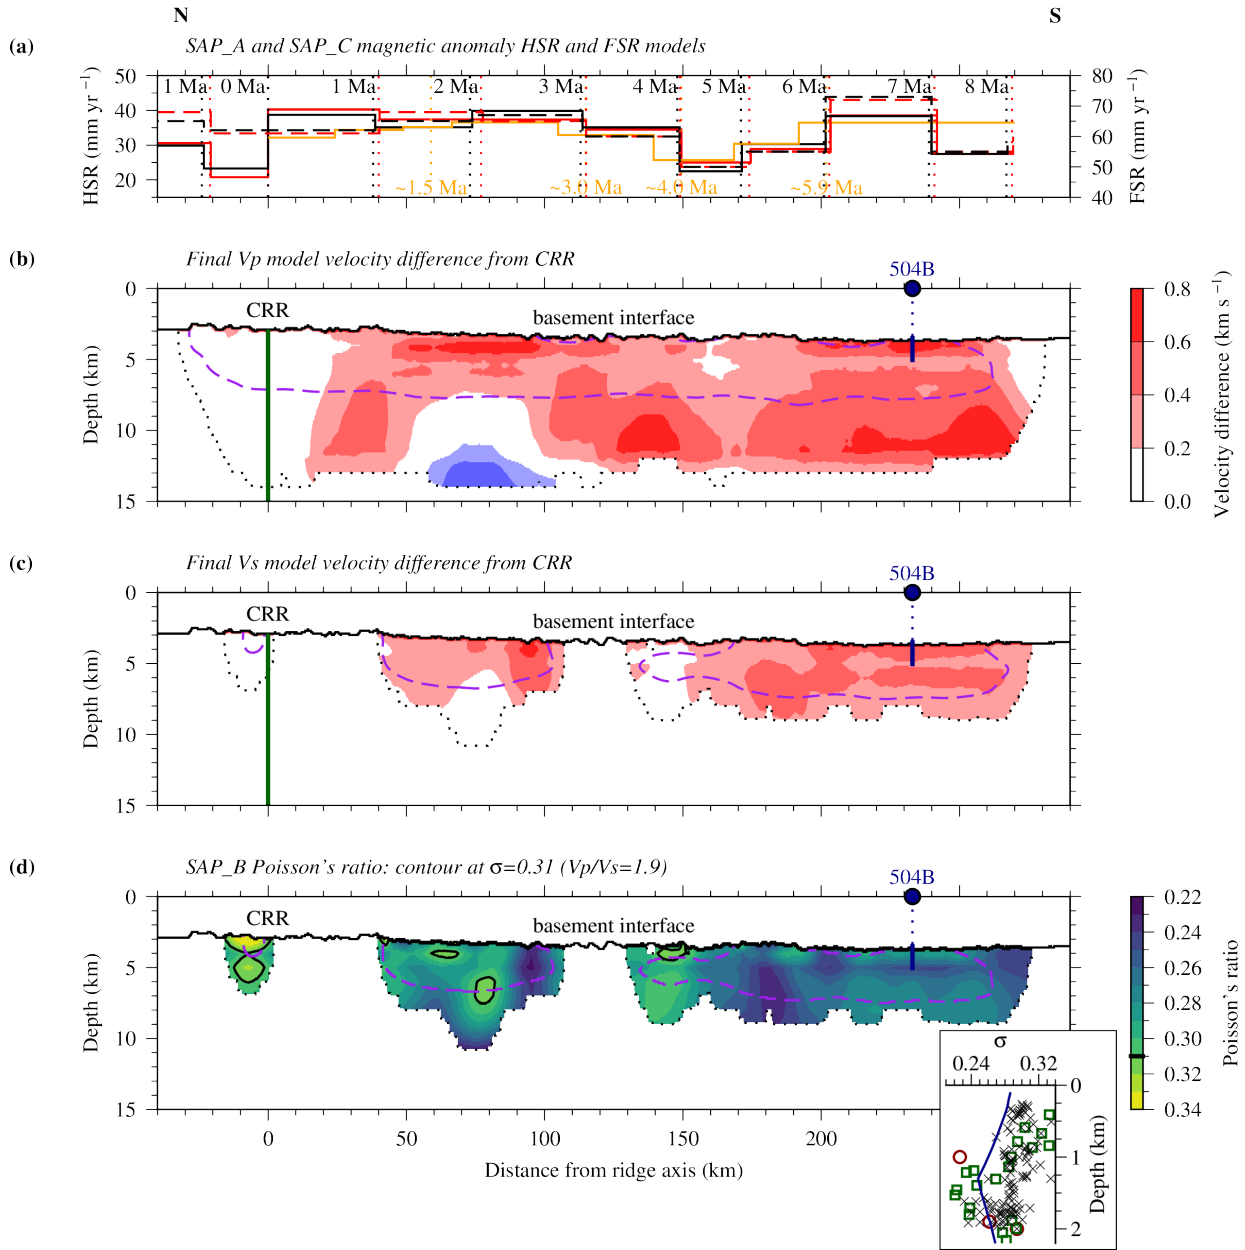 N S
(a) SAP_A and SAP_C magnetic anomaly HSR and FSR models
50 1 Ma 0 Ma 1 Ma 2 Ma 3 Ma 4 Ma 5 Ma 6 Ma 7 Ma 8 Ma 80
40 70
30 60
20 50
40
~1.5 Ma ~3.0 Ma ~4.0 Ma ~5.9 Ma
HSR (mm yr⁻¹)
FSR (mm yr⁻¹)
(b) Final Vp model velocity difference from CRR
504B
CRR basement interface
0
5
10
15
Depth (km)
0.8
0.6
0.4
0.2
0.0
Velocity difference (km s ⁻¹)
(c) Final Vs model velocity difference from CRR
504B
CRR basement interface
0
5
10
15
Depth (km)
(d) SAP_B Poisson's ratio: contour at σ=0.31 (Vp/Vs=1.9)
504B
CRR basement interface
0
5
10
15
Depth (km)
0.22
0.24
0.26
0.28
0.30
0.32
0.34
Poisson's ratio
0 50 100 150 200
Distance from ridge axis (km)
σ
0.24 0.32
0
1
2
Depth (km)